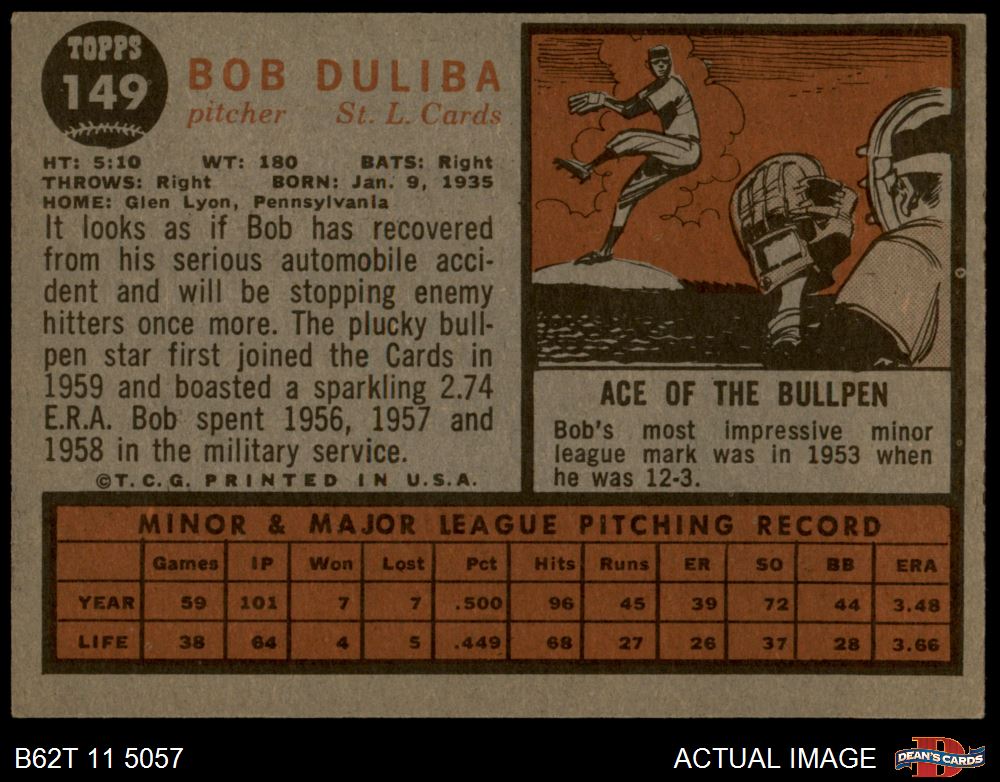 TOPPS
149
BOB DULIBA
pitcher St. L. Cards
HT: 5:10 WT: 180 BATS: Right
THROWS: Right BORN: Jan. 9, 1935
HOME: Glen Lyon, Pennsylvania
It looks as if Bob has recovered
from his serious automobile acci-
dent and will be stopping enemy
hitters once more. The plucky bull-
pen star first joined the Cards in
1959 and boasted a sparkling 2.74
E.R.A. Bob spent 1956, 1957 and
1958 in the military service.
©T.C.G. PRINTED IN U.S.A.
ACE OF THE BULLPEN
Bob's most impressive minor
league mark was in 1953 when
he was 12-3.
MINOR & MAJOR LEAGUE PITCHING RECORD
Games IP Won Lost Pct Hits Runs ER SO BB ERA
YEAR 59 101 7 7 .500 96 45 39 72 44 3.48
LIFE 38 64 4 5 .449 68 27 26 37 28 3.66
B62T 11 5057
ACTUAL IMAGE
D
DEAN'S CARDS